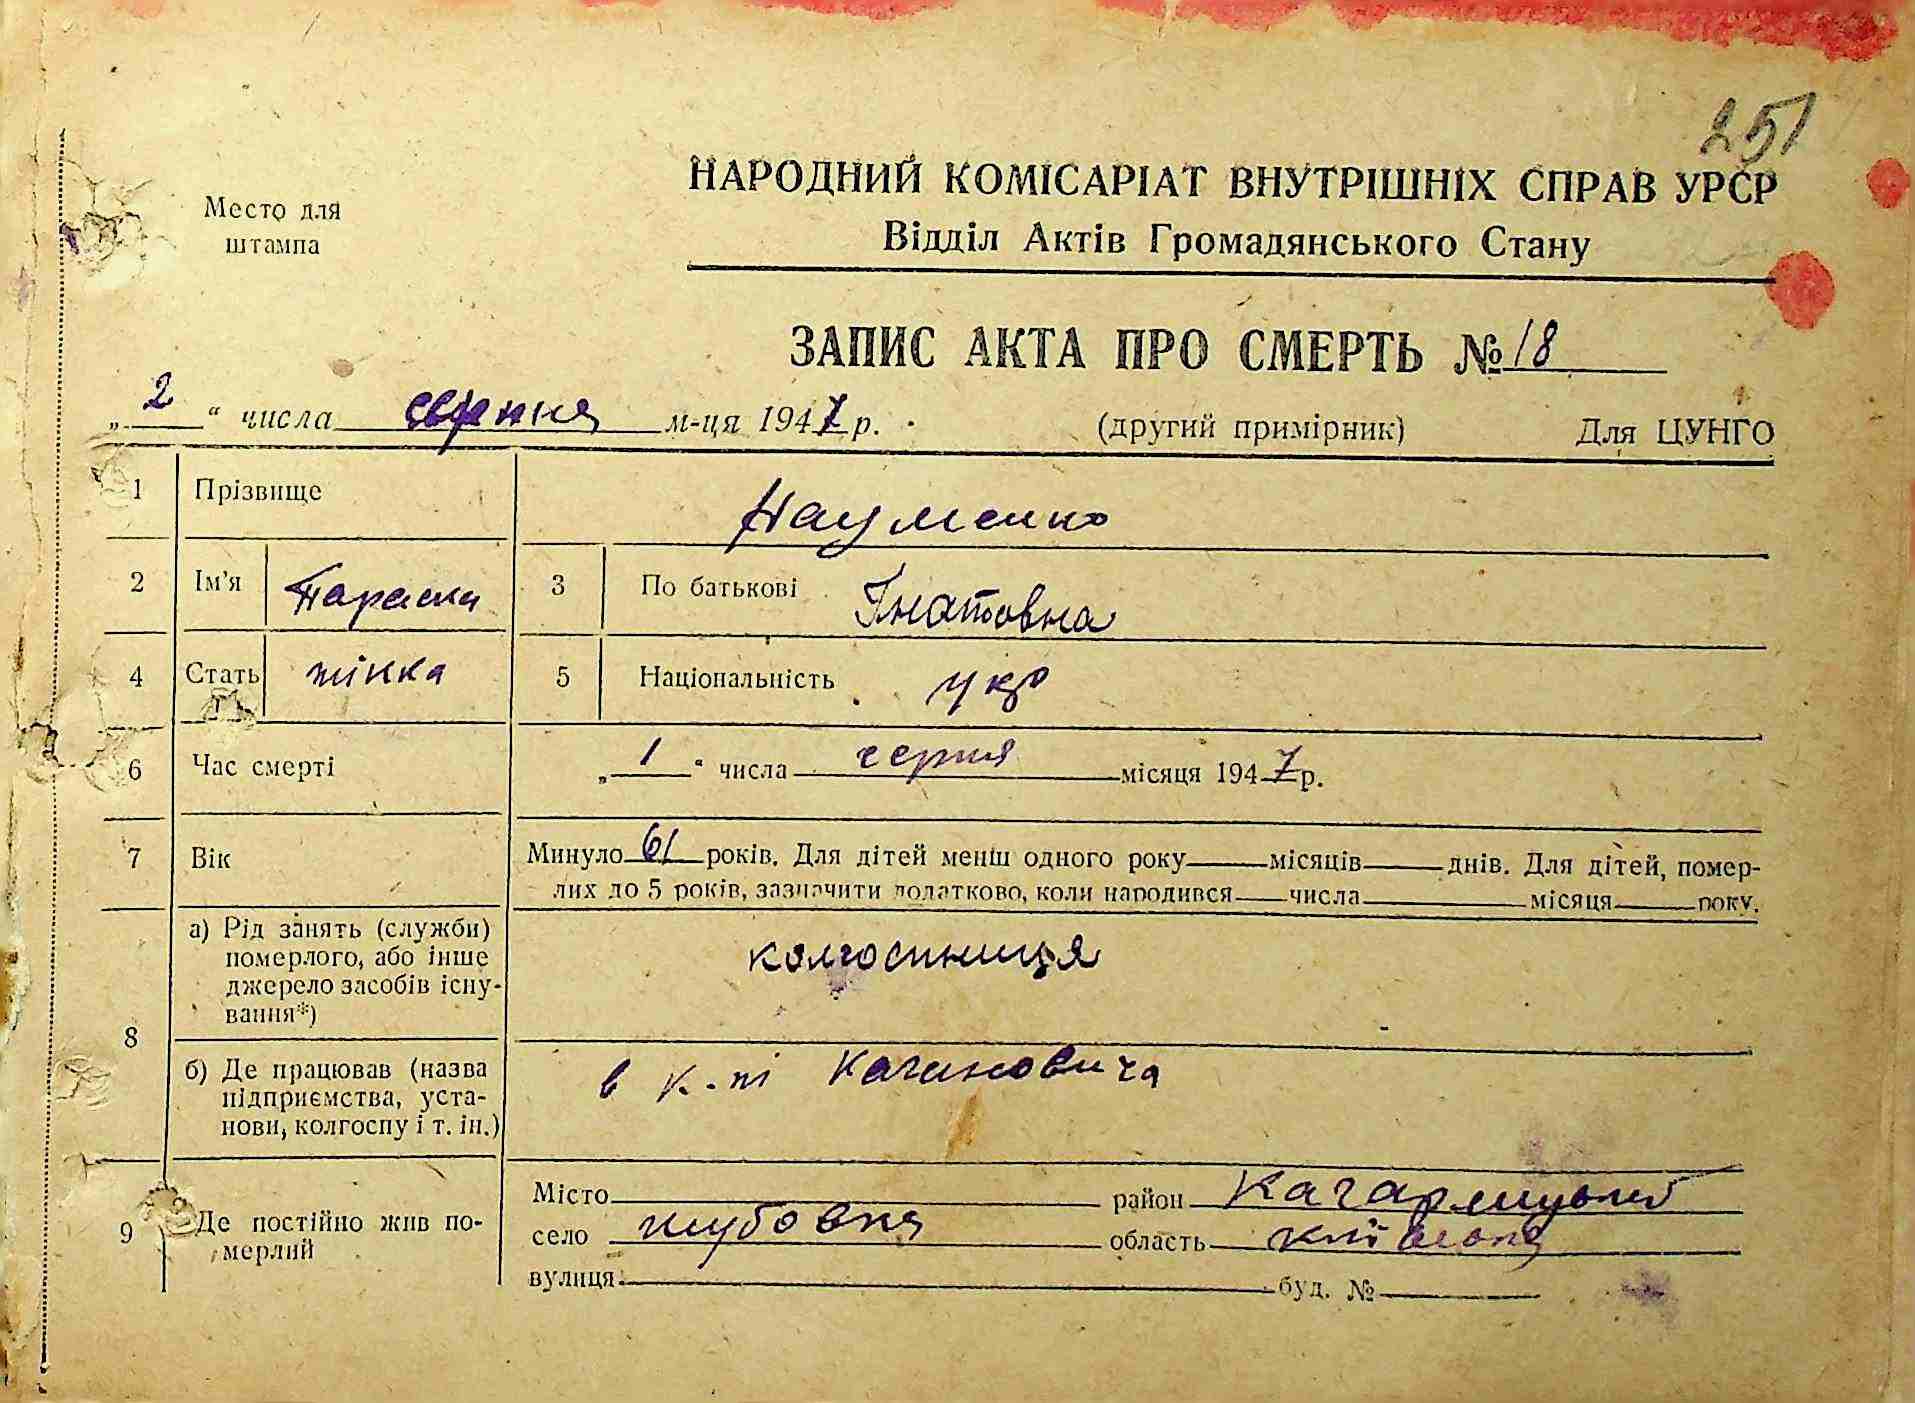 251
НАРОДНИЙ КОМІСАРІАТ ВНУТРІШНІХ СПРАВ УРСР
Место для
штампа
Відділ Актів Громадянського Стану
ЗАПИС АКТА ПРО СМЕРТЬ № 18
„ 2 “ числа серпня м-ця 1947 р. (другий примірник) Для ЦУНГО
1 Прізвище Науменко
2 Ім'я Параска 3 По батькові Гнатовна
4 Стать жінка 5 Національність укр
6 Час смерті „ 1 “ числа серпня місяця 1947 р.
7 Вік Минуло 61 років. Для дітей менш одного року місяців днів. Для дітей, помер-
лих до 5 років, зазначити додатково, коли народився числа місяця року.
8 а) Рід занять (служби)
померлого, або інше
джерело засобів існу-
вання*)
колгоспниця
б) Де працював (назва
підприємства, уста-
нови, колгоспу і т. ін.)
в к-пі Кагановича
9 Де постійно жив по-
мерлий
Місто район Кагарлицький
село область Київська
вулиця буд. №